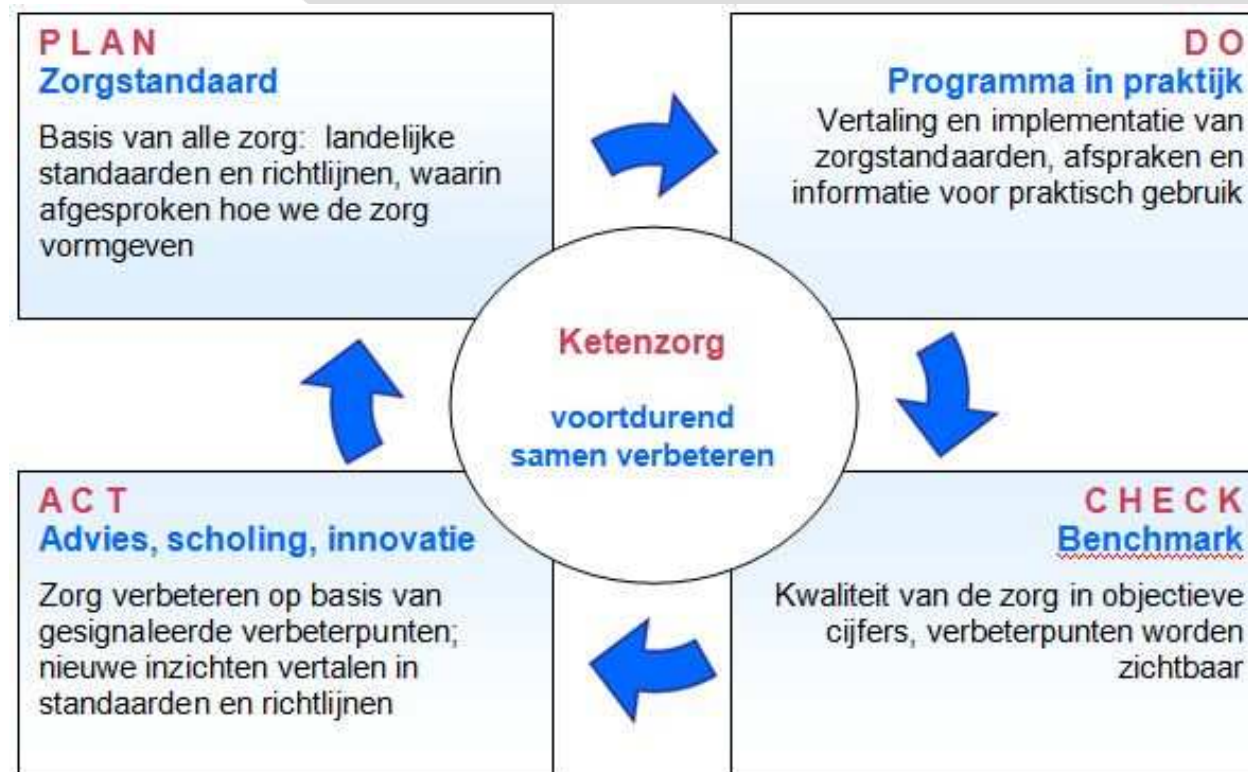 PLAN
Zorgstandaard
Basis van alle zorg: landelijke
standaarden en richtlijnen, waarin
afgesproken hoe we de zorg
vormgeven
DO
Programma in praktijk
Vertaling en implementatie van
zorgstandaarden, afspraken en
informatie voor praktisch gebruik
Ketenzorg
voortdurend
samen verbeteren
ACT
Advies, scholing, innovatie
Zorg verbeteren op basis van
gesignaleerde verbeterpunten;
nieuwe inzichten vertalen in
standaarden en richtlijnen
CHECK
Benchmark
Kwaliteit van de zorg in objectieve
cijfers, verbeterpunten worden
zichtbaar